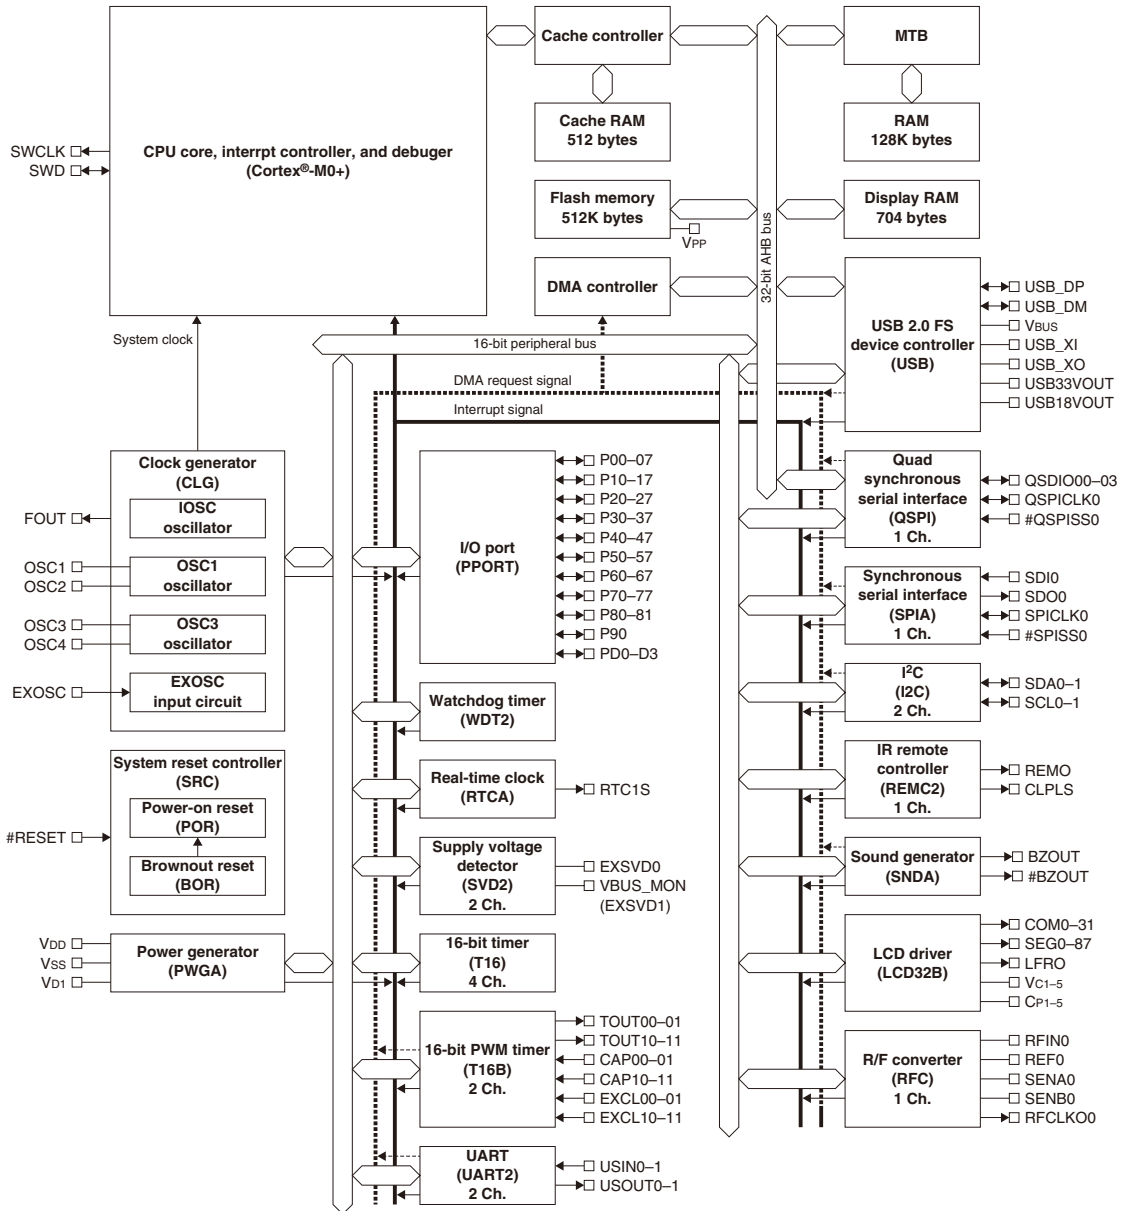 Cache controller
MTB
Cache RAM
512 bytes
RAM
128K bytes
CPU core, interrpt controller, and debuger
(Cortex®-M0+)
SWCLK
SWD
Flash memory
512K bytes
VPP
Display RAM
704 bytes
32-bit AHB bus
DMA controller
USB 2.0 FS
device controller
(USB)
USB_DP
USB_DM
VBUS
USB_XI
USB_XO
USB33VOUT
USB18VOUT
System clock
16-bit peripheral bus
DMA request signal
Interrupt signal
Clock generator
(CLG)
IOSC
oscillator
OSC1
oscillator
OSC3
oscillator
EXOSC
input circuit
FOUT
OSC1
OSC2
OSC3
OSC4
EXOSC
I/O port
(PPORT)
P00–07
P10–17
P20–27
P30–37
P40–47
P50–57
P60–67
P70–77
P80–81
P90
PD0–D3
Quad
synchronous
serial interface
(QSPI)
1 Ch.
QSDIO00–03
QSPICLK0
#QSPISS0
Synchronous
serial interface
(SPIA)
1 Ch.
SDI0
SDO0
SPICLK0
#SPISS0
I²C
(I2C)
2 Ch.
SDA0–1
SCL0–1
Watchdog timer
(WDT2)
System reset controller
(SRC)
Power-on reset
(POR)
Brownout reset
(BOR)
#RESET
Real-time clock
(RTCA)
RTC1S
IR remote
controller
(REMC2)
1 Ch.
REMO
CLPLS
Supply voltage
detector
(SVD2)
2 Ch.
EXSVD0
VBUS_MON
(EXSVD1)
Sound generator
(SNDA)
BZOUT
#BZOUT
VDD
VSS
VD1
Power generator
(PWGA)
16-bit timer
(T16)
4 Ch.
LCD driver
(LCD32B)
COM0–31
SEG0–87
LFRO
VC1–5
CP1–5
16-bit PWM timer
(T16B)
2 Ch.
TOUT00–01
TOUT10–11
CAP00–01
CAP10–11
EXCL00–01
EXCL10–11
R/F converter
(RFC)
1 Ch.
RFIN0
REF0
SENA0
SENB0
RFCLKO0
UART
(UART2)
2 Ch.
USIN0–1
USOUT0–1